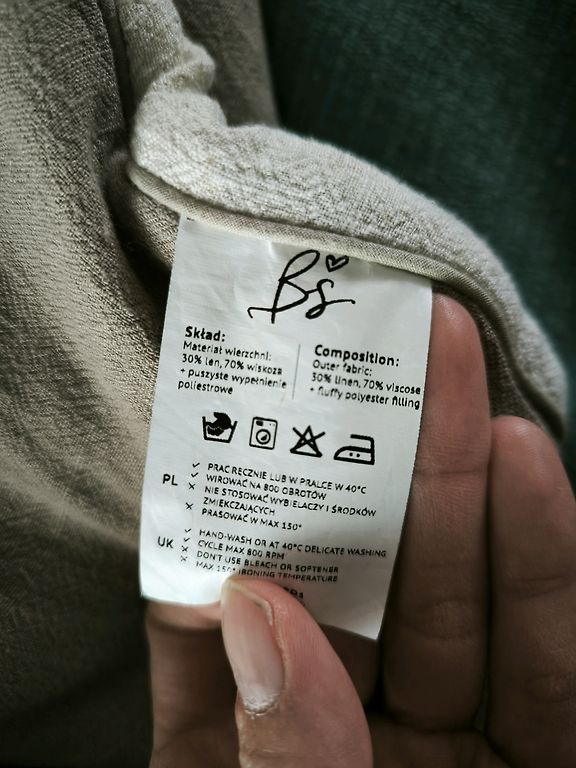 Bs
Skład:
Materiał wierzchni:
30% len, 70% wiskoza
+ puszyste wypełnienie
poliestrowe
Composition:
Outer fabric:
30% linen, 70% viscose
+ fluffy polyester filling
PL
PRAĆ RĘCZNIE LUB W PRALCE W 40°C
WIROWAĆ NA 800 OBROTÓW
NIE STOSOWAĆ WYBIELACZY I ŚRODKÓW
ZMIĘKCZAJĄCYCH
PRASOWAĆ W MAX 150°
UK
HAND-WASH OR AT 40°C DELICATE WASHING
CYCLE MAX 800 RPM
DON'T USE BLEACH OR SOFTENER
MAX 150° IRONING TEMPERATURE